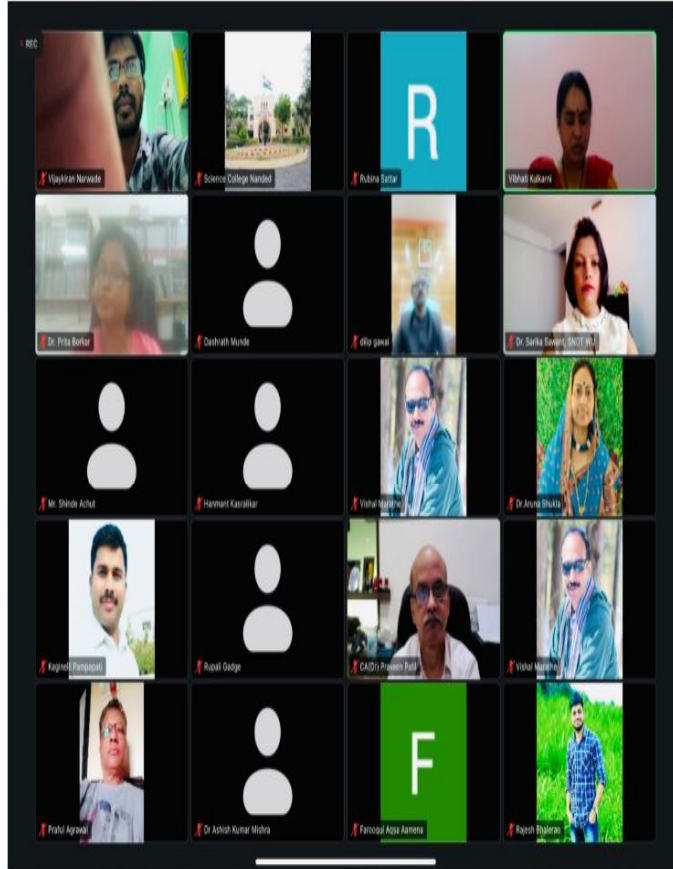 REC
Vijaykiran Narwade
Science College Nanded
R
Rubina Sattar
Vibhati Kulkarni
Dr. Prita Borkar
Dashrath Munde
dilip gawai
Dr. Sarika Sawant, SNDT WU
Mr. Shinde Achut
Hanmant Kasralikar
Vishal Marathe
Dr.Aruna Shukla
Kaginelli Pampapati
Rupali Gadge
CA(Dr) Praveen Patil
Vishal Marathe
Praful Agrawal
Dr Ashish Kumar Mishra
F
Farooqui Aqsa Aamena
Rajesh Bhalerao